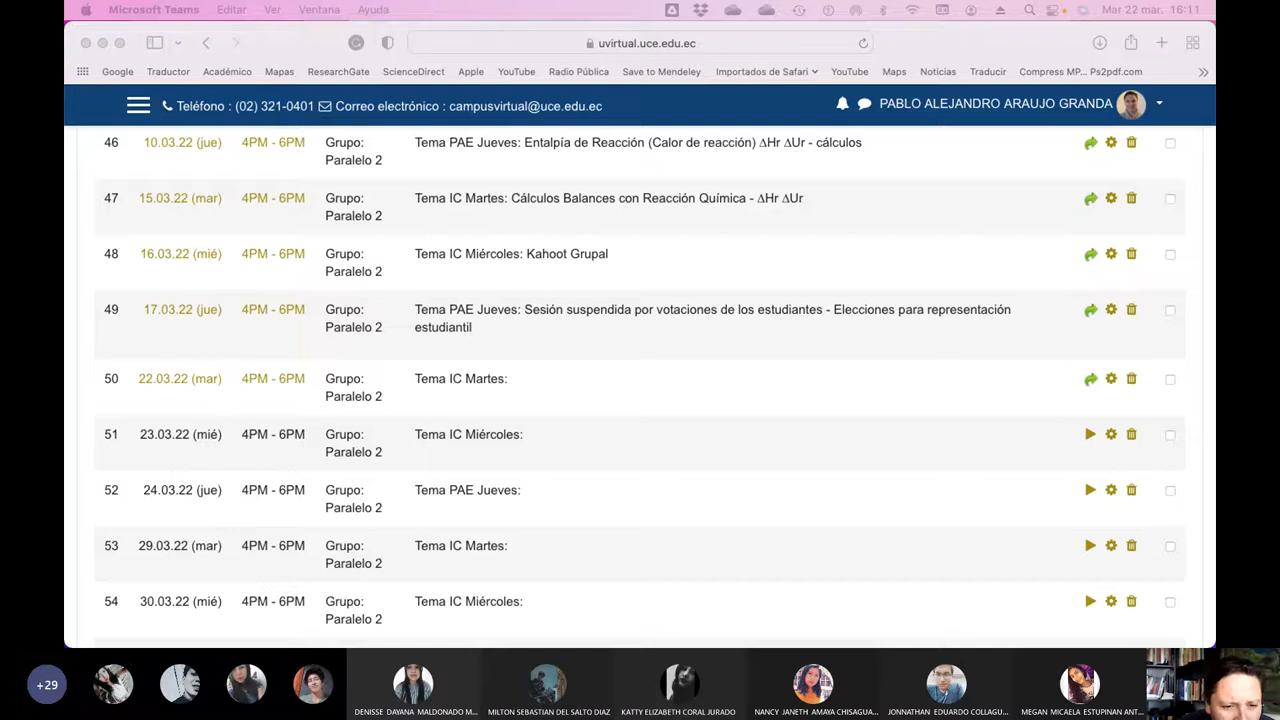 Microsoft Teams Editar Ver Ventana Ayuda Mar 22 mar. 16:11
uvirtual.uce.edu.ec
Google Traductor Académico Mapas ResearchGate ScienceDirect Apple YouTube Radio Pública Save to Mendeley Importados de Safari YouTube Maps Noticias Traducir Compress MP... Ps2pdf.com
Teléfono : (02) 321-0401 Correo electrónico : campusvirtual@uce.edu.ec PABLO ALEJANDRO ARAUJO GRANDA
46 10.03.22 (jue) 4PM - 6PM Grupo: Tema PAE Jueves: Entalpía de Reacción (Calor de reacción) ΔHr ΔUr - cálculos
Paralelo 2
47 15.03.22 (mar) 4PM - 6PM Grupo: Tema IC Martes: Cálculos Balances con Reacción Química - ΔHr ΔUr
Paralelo 2
48 16.03.22 (mié) 4PM - 6PM Grupo: Tema IC Miércoles: Kahoot Grupal
Paralelo 2
49 17.03.22 (jue) 4PM - 6PM Grupo: Tema PAE Jueves: Sesión suspendida por votaciones de los estudiantes - Elecciones para representación
Paralelo 2 estudiantil
50 22.03.22 (mar) 4PM - 6PM Grupo: Tema IC Martes:
Paralelo 2
51 23.03.22 (mié) 4PM - 6PM Grupo: Tema IC Miércoles:
Paralelo 2
52 24.03.22 (jue) 4PM - 6PM Grupo: Tema PAE Jueves:
Paralelo 2
53 29.03.22 (mar) 4PM - 6PM Grupo: Tema IC Martes:
Paralelo 2
54 30.03.22 (mié) 4PM - 6PM Grupo: Tema IC Miércoles:
Paralelo 2
+29
DENISSE DAYANA MALDONADO M... MILTON SEBASTIAN DEL SALTO DIAZ KATTY ELIZABETH CORAL JURADO NANCY JANETH AMAYA CHISAGUA... JONNATHAN EDUARDO COLLAGU... MEGAN MICAELA ESTUPINAN ANT...